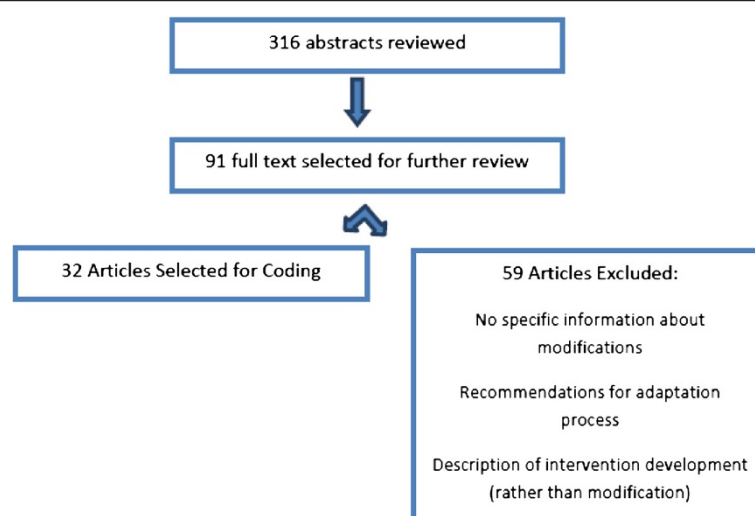 316 abstracts reviewed
91 full text selected for further review
32 Articles Selected for Coding
59 Articles Excluded:
No specific information about
modifications
Recommendations for adaptation
process
Description of intervention development
(rather than modification)